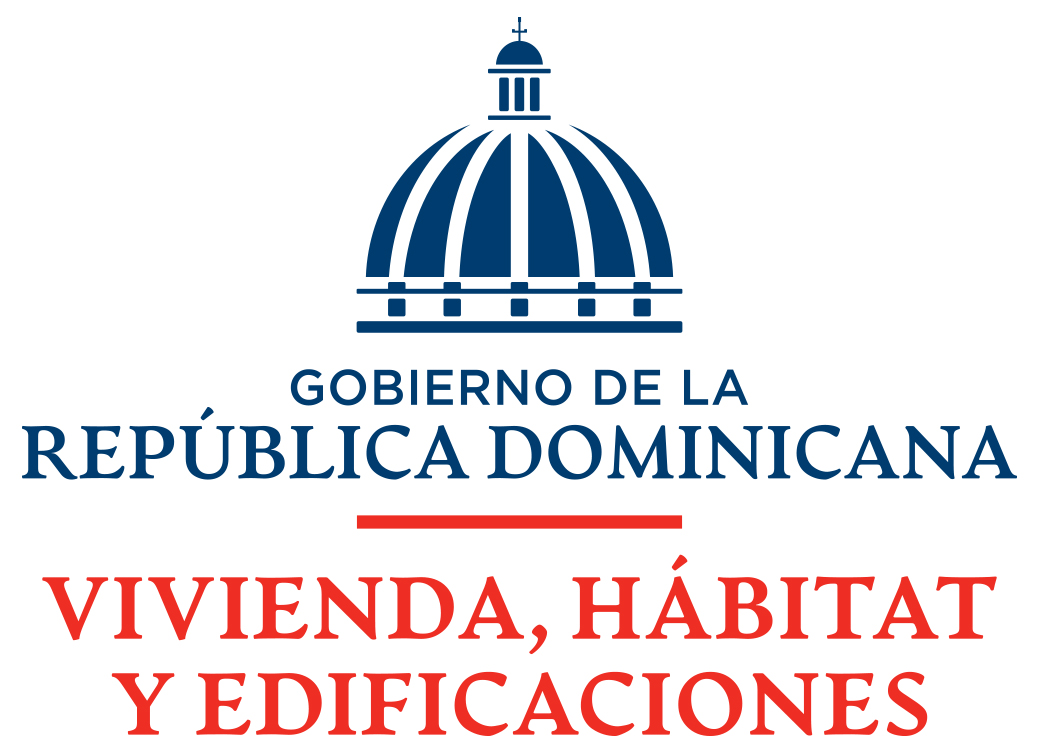 GOBIERNO DE LA
REPÚBLICA DOMINICANA
VIVIENDA, HÁBITAT
Y EDIFICACIONES